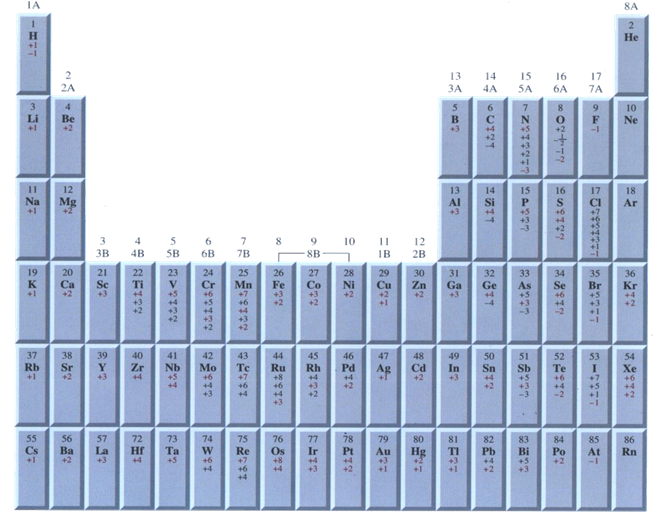 1A
8A
1
H
+1
−1
2
He
2
2A
13
3A
14
4A
15
5A
16
6A
17
7A
3
Li
+1
4
Be
+2
5
B
+3
6
C
+4
+2
−4
7
N
+5
+4
+3
+2
+1
−3
8
O
+2
−1/2
−1
−2
9
F
−1
10
Ne
11
Na
+1
12
Mg
+2
13
Al
+3
14
Si
+4
−4
15
P
+5
+3
−3
16
S
+6
+4
+2
−2
17
Cl
+7
+6
+5
+4
+3
+1
−1
18
Ar
3
3B
4
4B
5
5B
6
6B
7
7B
8
9
10
8B
11
1B
12
2B
19
K
+1
20
Ca
+2
21
Sc
+3
22
Ti
+4
+3
+2
23
V
+5
+4
+3
+2
24
Cr
+6
+5
+4
+3
+2
25
Mn
+7
+6
+4
+3
+2
26
Fe
+3
+2
27
Co
+3
+2
28
Ni
+2
29
Cu
+2
+1
30
Zn
+2
31
Ga
+3
32
Ge
+4
−4
33
As
+5
+3
−3
34
Se
+6
+4
−2
35
Br
+5
+3
+1
−1
36
Kr
+4
+2
37
Rb
+1
38
Sr
+2
39
Y
+3
40
Zr
+4
41
Nb
+5
+4
42
Mo
+6
+4
+3
43
Tc
+7
+6
+4
44
Ru
+8
+6
+4
+3
45
Rh
+4
+3
+2
46
Pd
+4
+2
47
Ag
+1
48
Cd
+2
49
In
+3
50
Sn
+4
+2
51
Sb
+5
+3
−3
52
Te
+6
+4
−2
53
I
+7
+5
+1
−1
54
Xe
+6
+4
+2
55
Cs
+1
56
Ba
+2
57
La
+3
72
Hf
+4
73
Ta
+5
74
W
+6
+4
75
Re
+7
+6
+4
76
Os
+8
+4
77
Ir
+4
+3
78
Pt
+4
+2
79
Au
+3
+1
80
Hg
+2
+1
81
Tl
+3
+1
82
Pb
+4
+2
83
Bi
+5
+3
84
Po
+2
85
At
−1
86
Rn